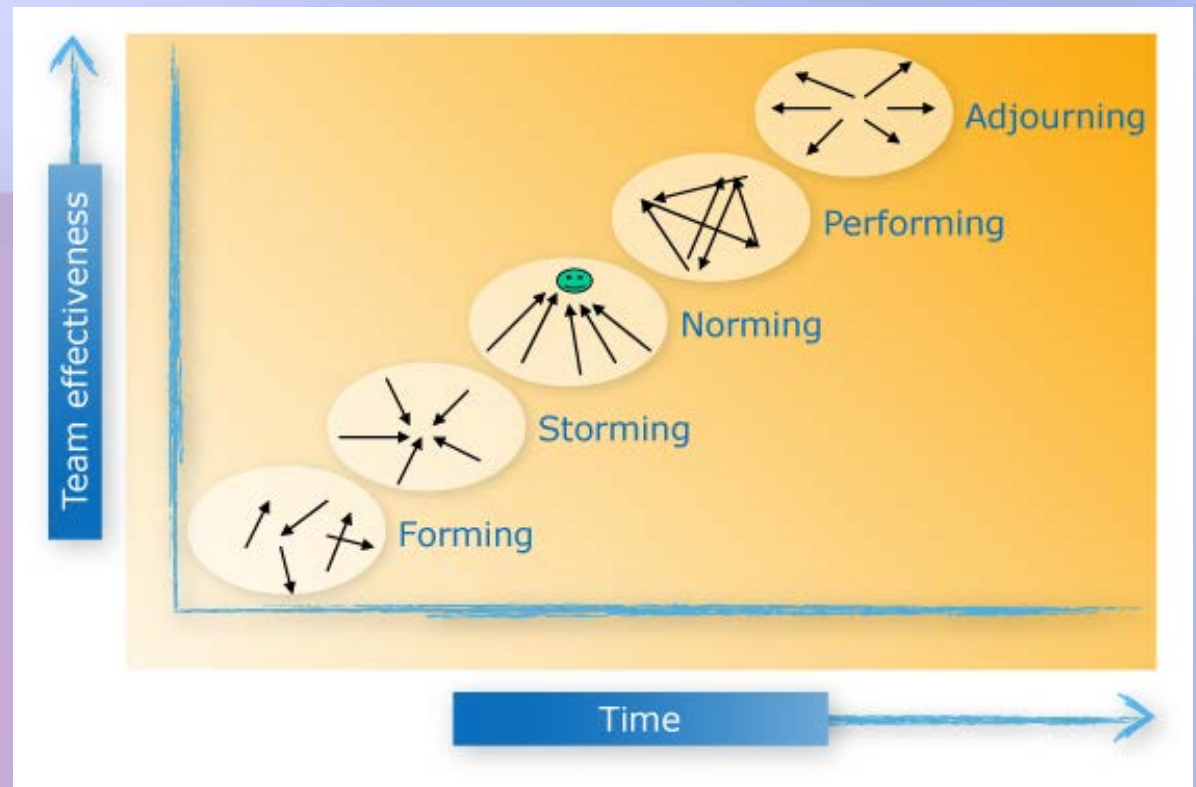 Team effectiveness
Adjourning
Performing
Norming
Storming
Forming
Time